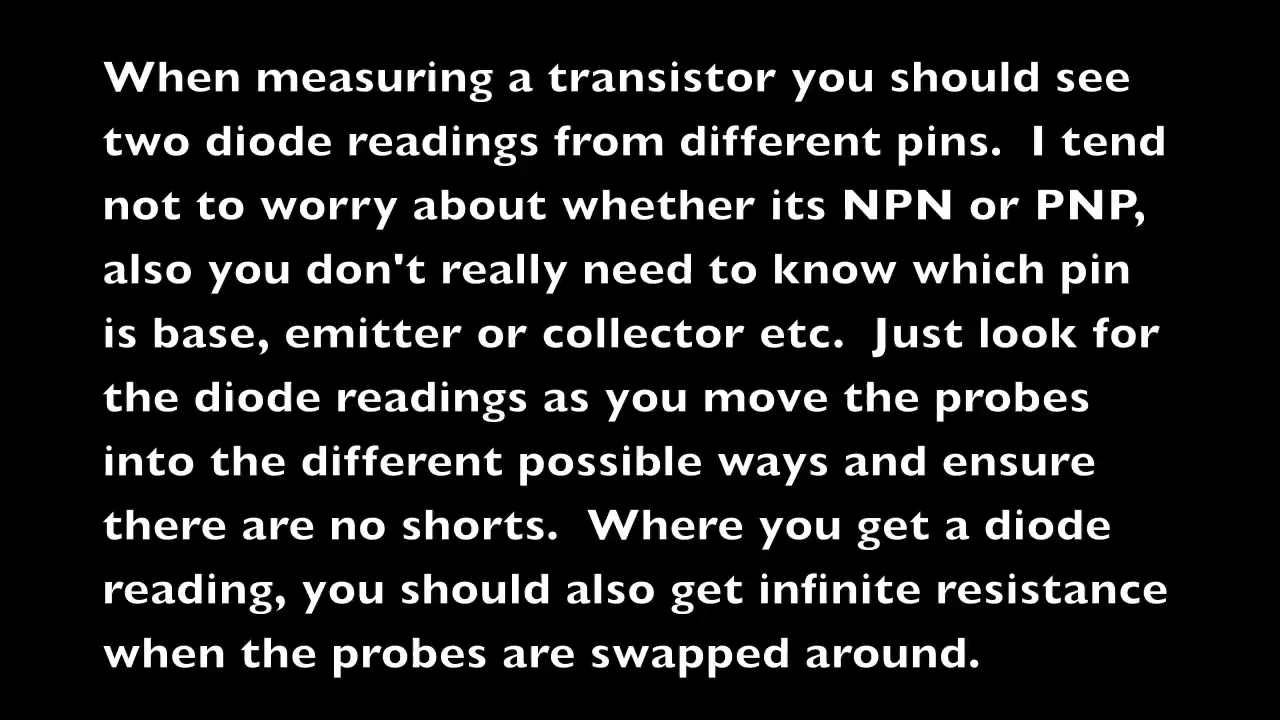 When measuring a transistor you should see
two diode readings from different pins.  I tend
not to worry about whether its NPN or PNP,
also you don't really need to know which pin
is base, emitter or collector etc.  Just look for
the diode readings as you move the probes
into the different possible ways and ensure
there are no shorts.  Where you get a diode
reading, you should also get infinite resistance
when the probes are swapped around.